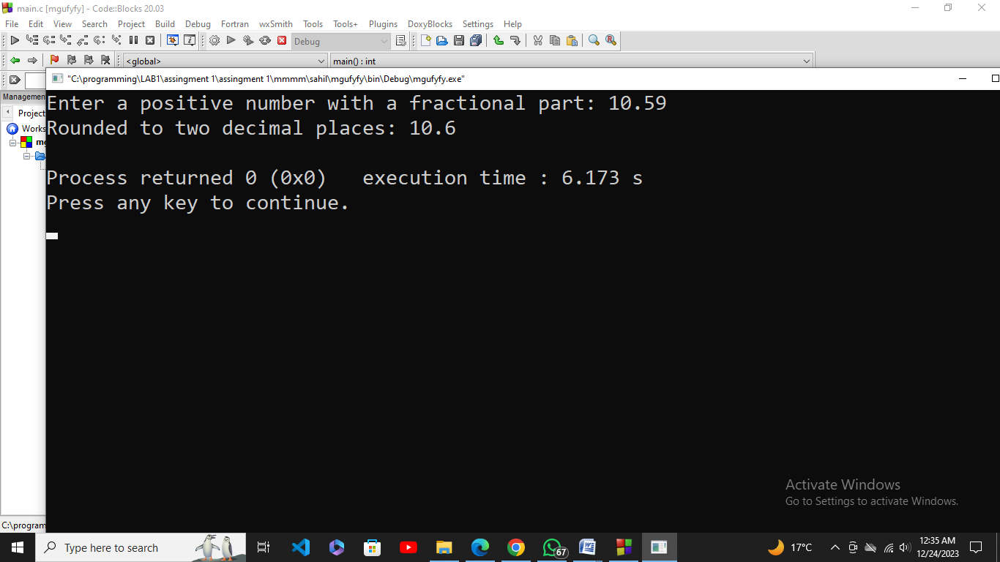 main.c [mgufyfy] - Code::Blocks 20.03
File Edit View Search Project Build Debug Fortran wxSmith Tools Tools+ Plugins DoxyBlocks Settings Help
Debug
<global> main() : int
"C:\programming\LAB1\assingment 1\assingment 1\mmmm\sahil\mgufyfy\bin\Debug\mgufyfy.exe"
Managemen
Project
Works
mg
Enter a positive number with a fractional part: 10.59
Rounded to two decimal places: 10.6
Process returned 0 (0x0)   execution time : 6.173 s
Press any key to continue.
Activate Windows
Go to Settings to activate Windows.
C:\program
Type here to search
67
17°C
12:35 AM
12/24/2023